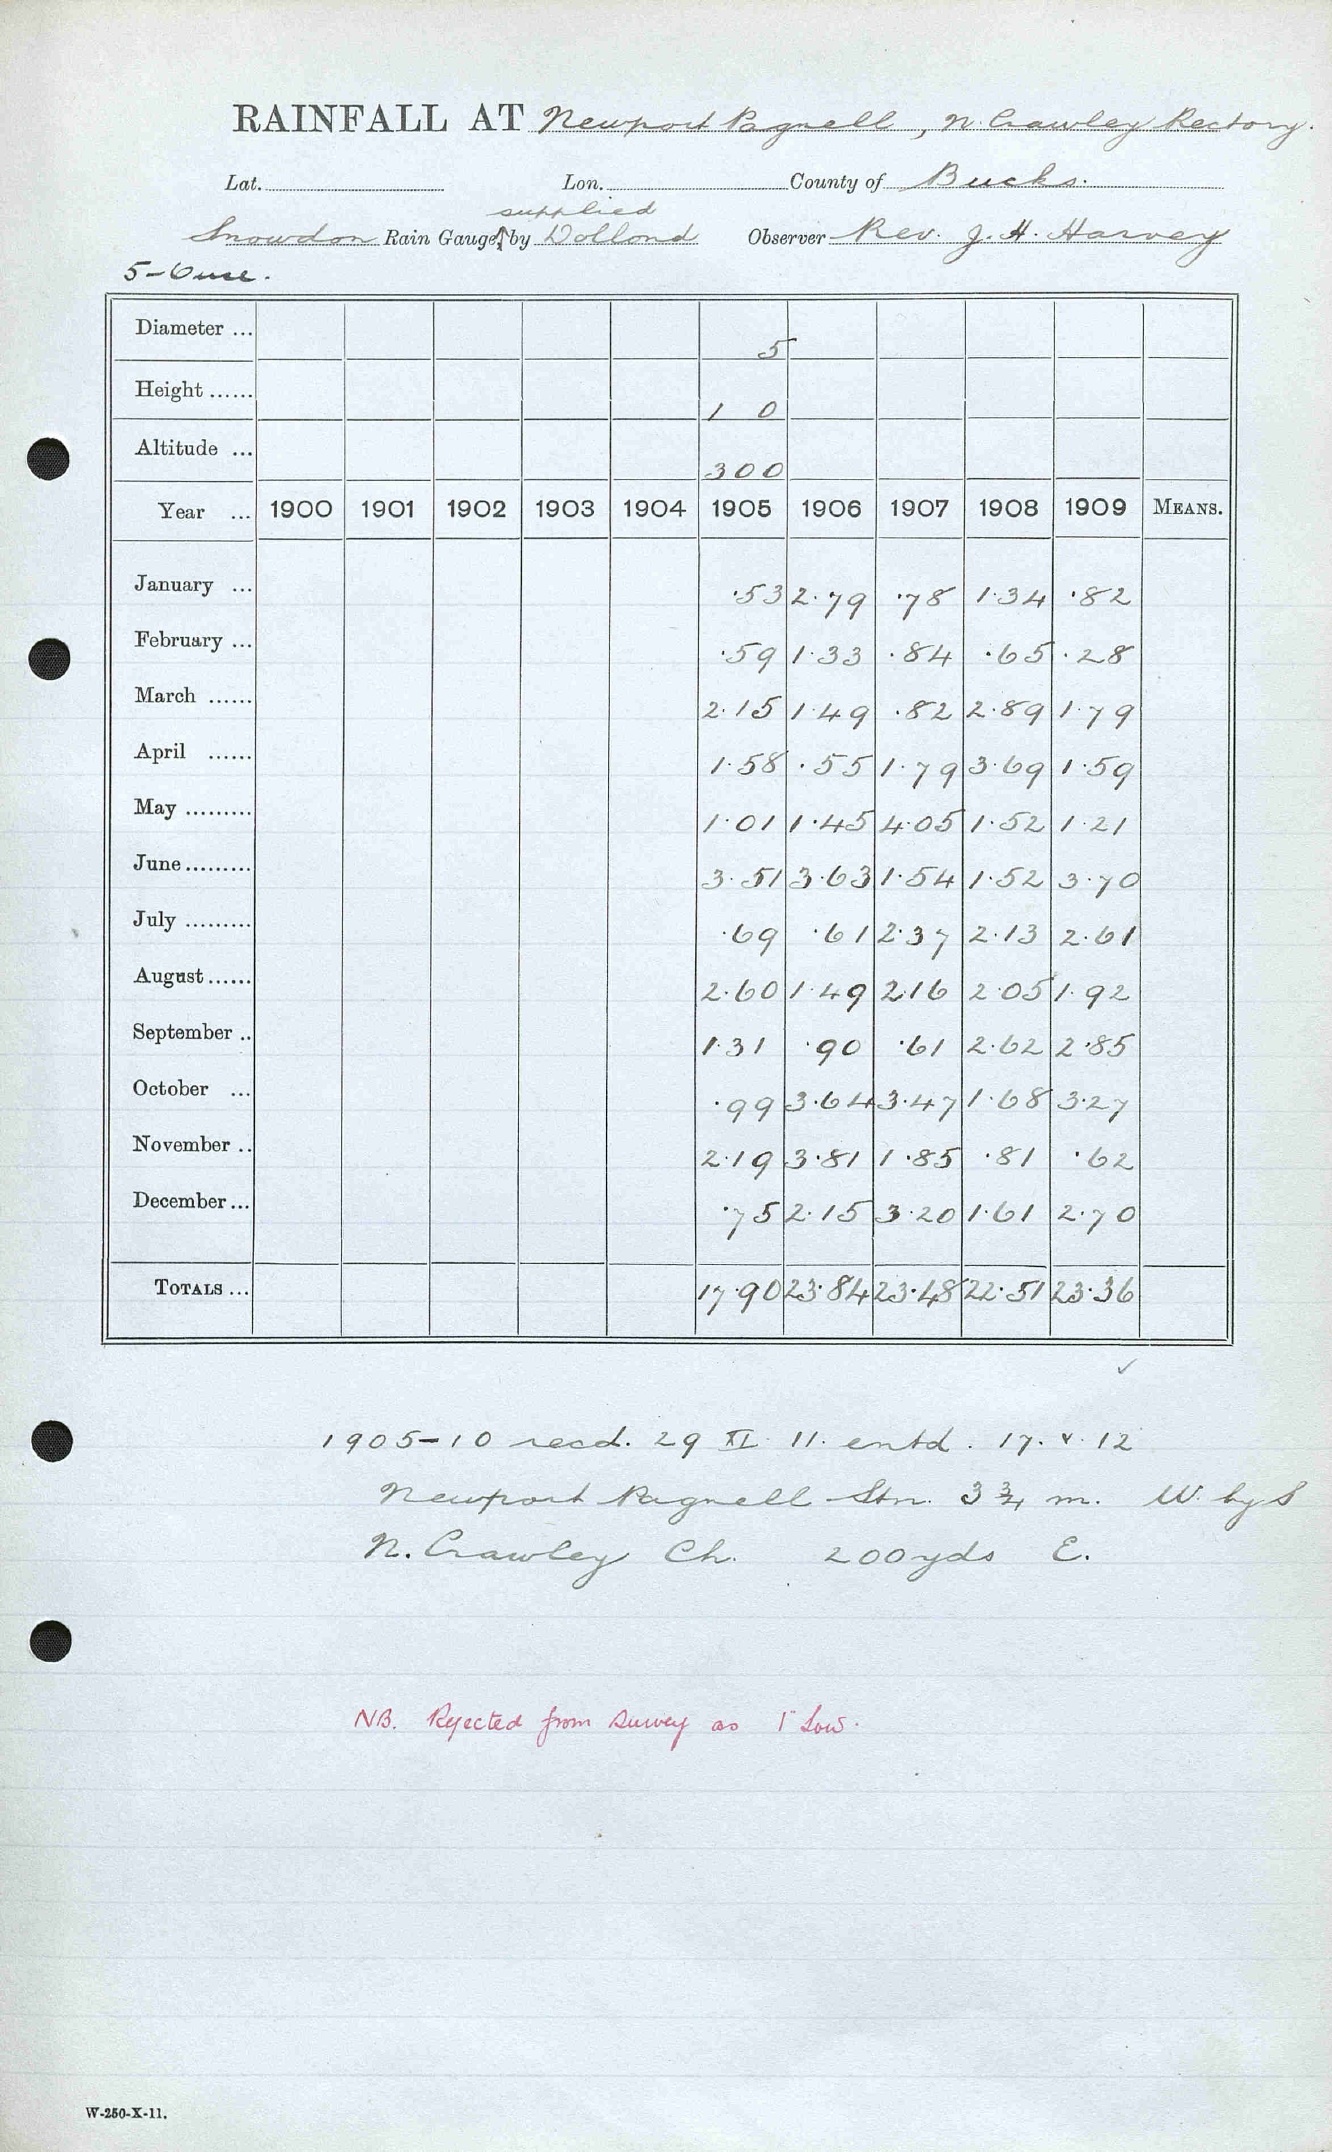 RAINFALL AT Newport Pagnell, N. Crawley Rectory.
Lat. Lon. County of Bucks.
supplied
Snowdon Rain Gauge, by Dollond Observer Rev. J. H. Harvey
5-Ouse.
Diameter ... 5
Height ...... 1 0
Altitude ... 300
Year ... 1900 1901 1902 1903 1904 1905 1906 1907 1908 1909 MEANS.
January ... .53 2.79 .78 1.34 .82
February ... .59 1.33 .84 .65 .28
March ...... 2.15 1.49 .82 2.89 1.79
April ...... 1.58 .55 1.79 3.69 1.59
May ......... 1.01 1.45 4.05 1.52 1.21
June ......... 3.51 3.63 1.54 1.52 3.70
July ......... .69 .61 2.37 2.13 2.61
August ...... 2.60 1.49 2.16 2.05 1.92
September .. 1.31 .90 .61 2.62 2.85
October ... .99 3.64 3.47 1.68 3.27
November .. 2.19 3.81 1.85 .81 .62
December ... .75 2.15 3.20 1.61 2.70
TOTALS ... 17.90 23.84 23.48 22.51 23.36
✓
1905-10 recd. 29 XI 11. entd. 17. V. 12
Newport Pagnell Stn. 3 3/4 m. W. by S
N. Crawley Ch. 200 yds E.
NB. Rejected from Survey as 1" Low.
W-250-X-11.